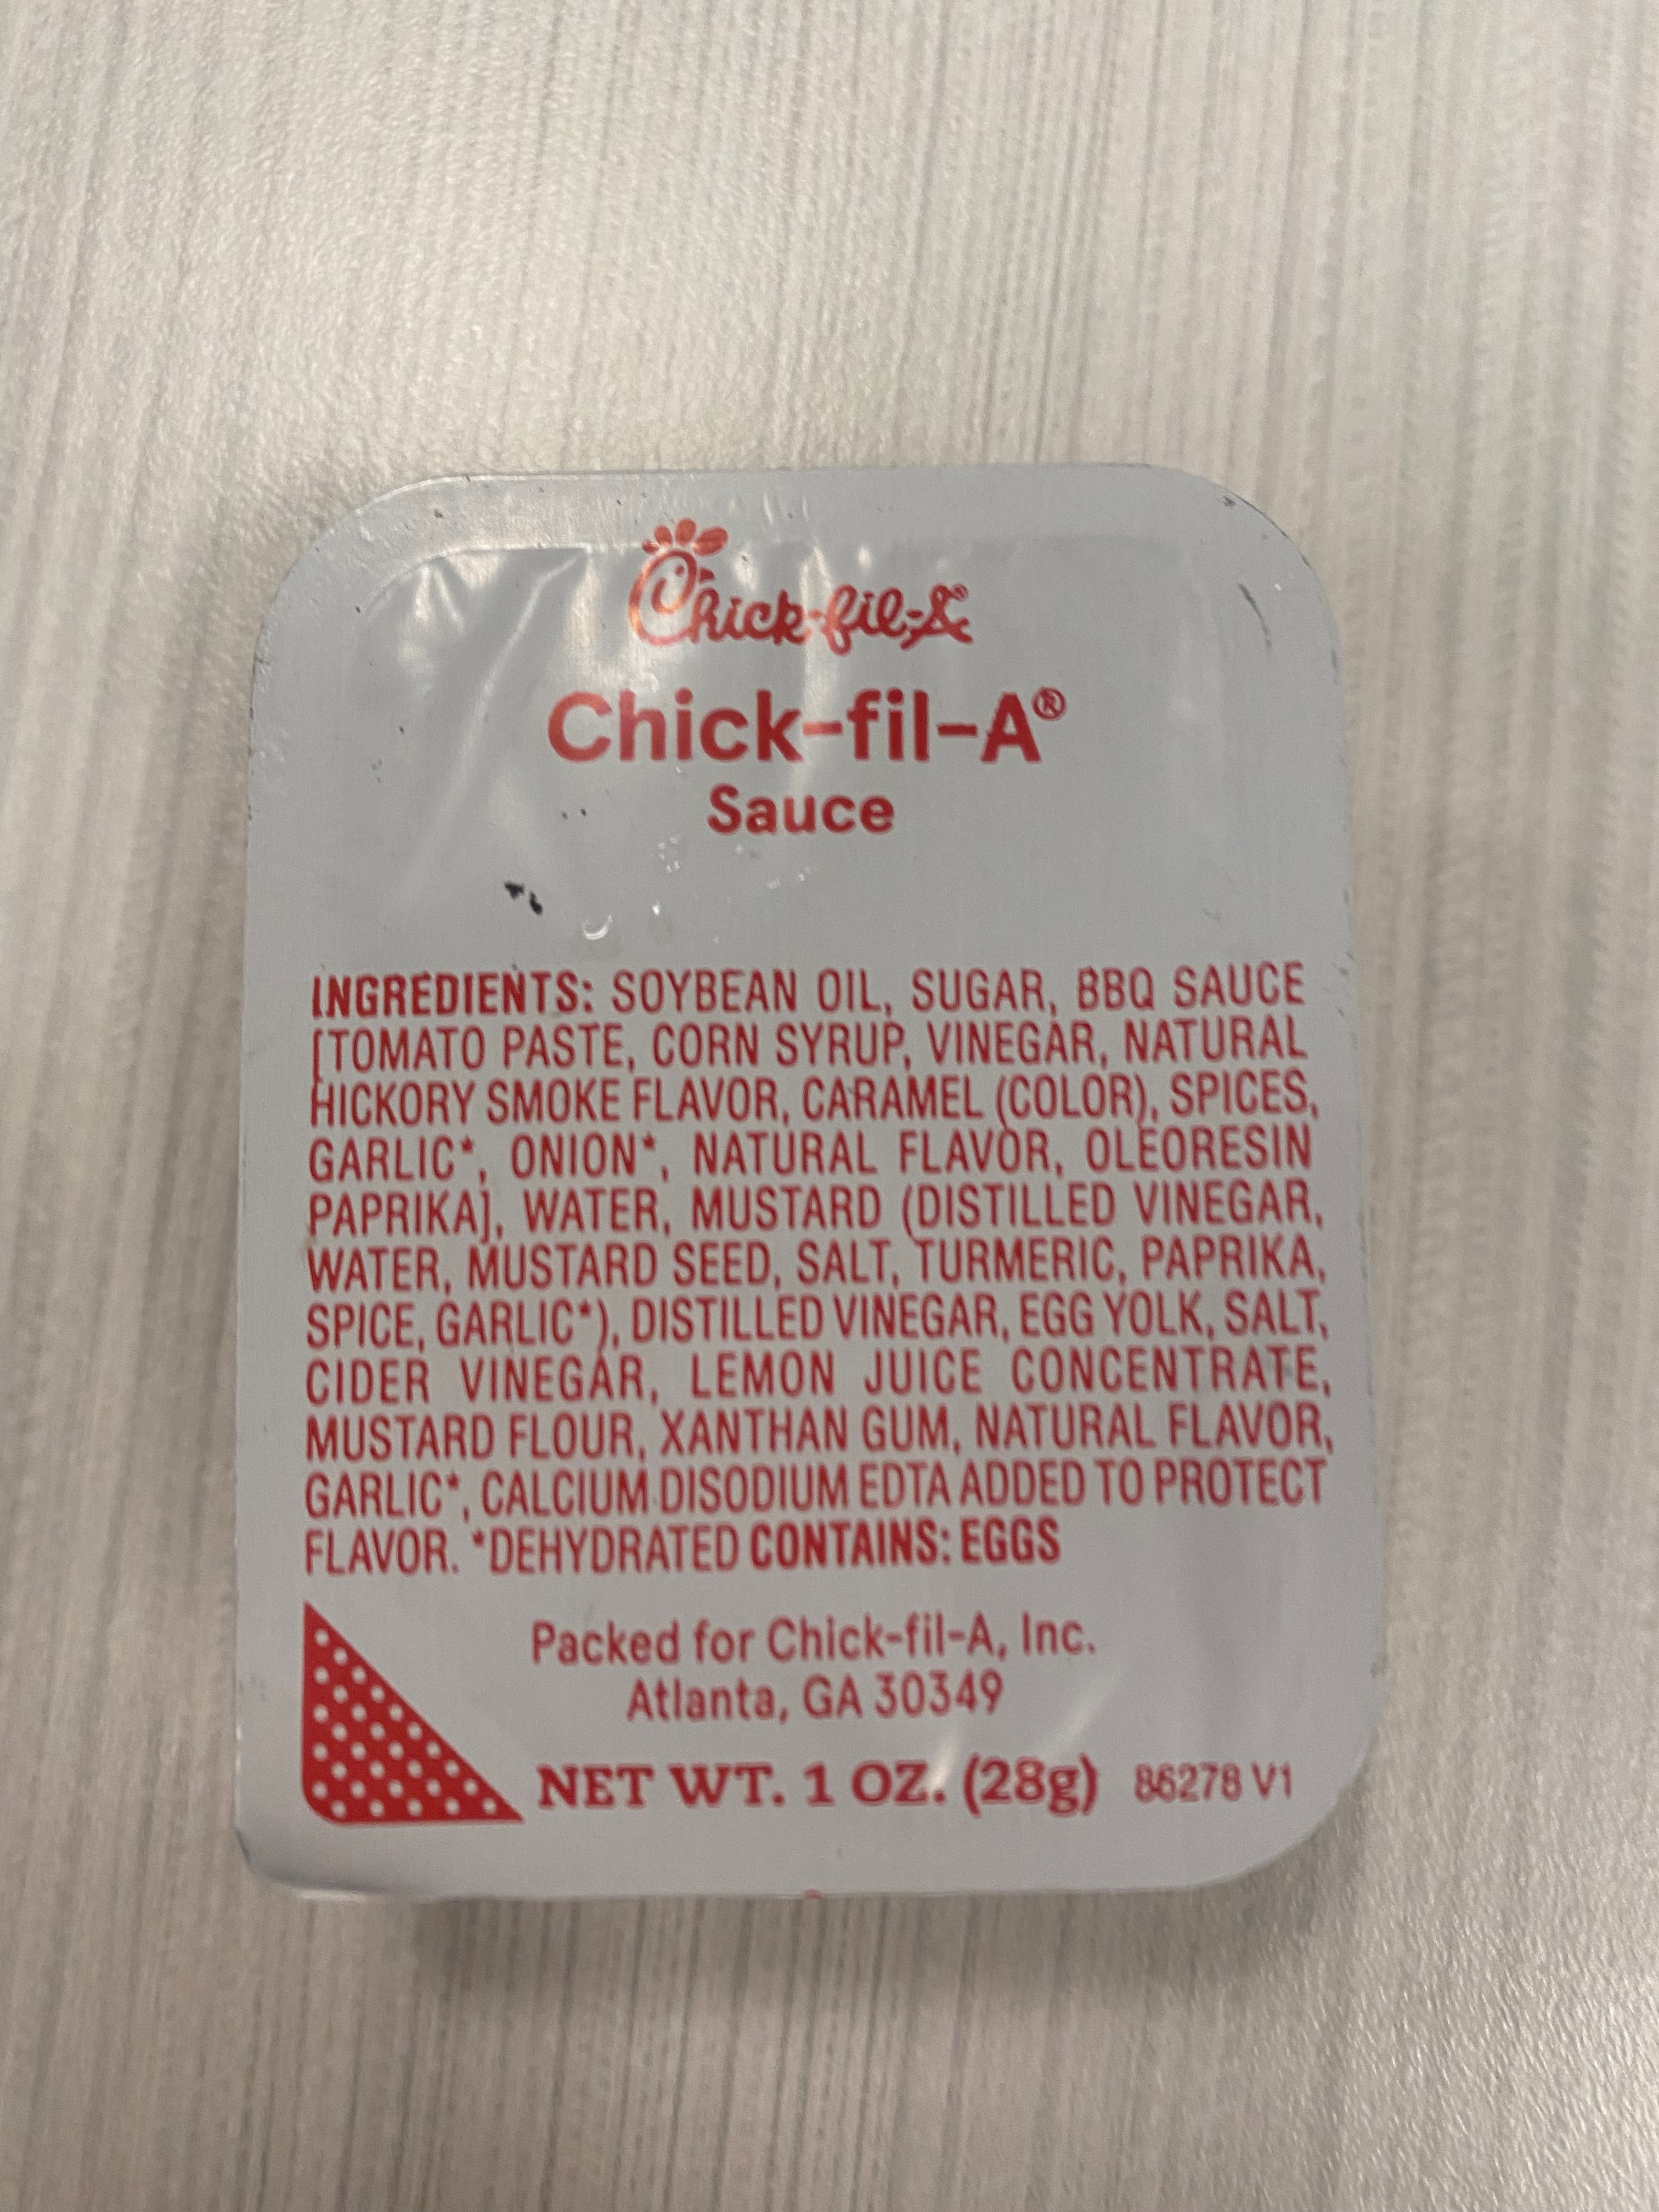 Chick-fil-A®
Chick-fil-A®
Sauce
INGREDIENTS: SOYBEAN OIL, SUGAR, BBQ SAUCE
[TOMATO PASTE, CORN SYRUP, VINEGAR, NATURAL
HICKORY SMOKE FLAVOR, CARAMEL (COLOR), SPICES,
GARLIC*, ONION*, NATURAL FLAVOR, OLEORESIN
PAPRIKA], WATER, MUSTARD (DISTILLED VINEGAR,
WATER, MUSTARD SEED, SALT, TURMERIC, PAPRIKA,
SPICE, GARLIC*), DISTILLED VINEGAR, EGG YOLK, SALT,
CIDER VINEGAR, LEMON JUICE CONCENTRATE,
MUSTARD FLOUR, XANTHAN GUM, NATURAL FLAVOR,
GARLIC*, CALCIUM DISODIUM EDTA ADDED TO PROTECT
FLAVOR. *DEHYDRATED CONTAINS: EGGS
Packed for Chick-fil-A, Inc.
Atlanta, GA 30349
NET WT. 1 OZ. (28g) 86278 V1